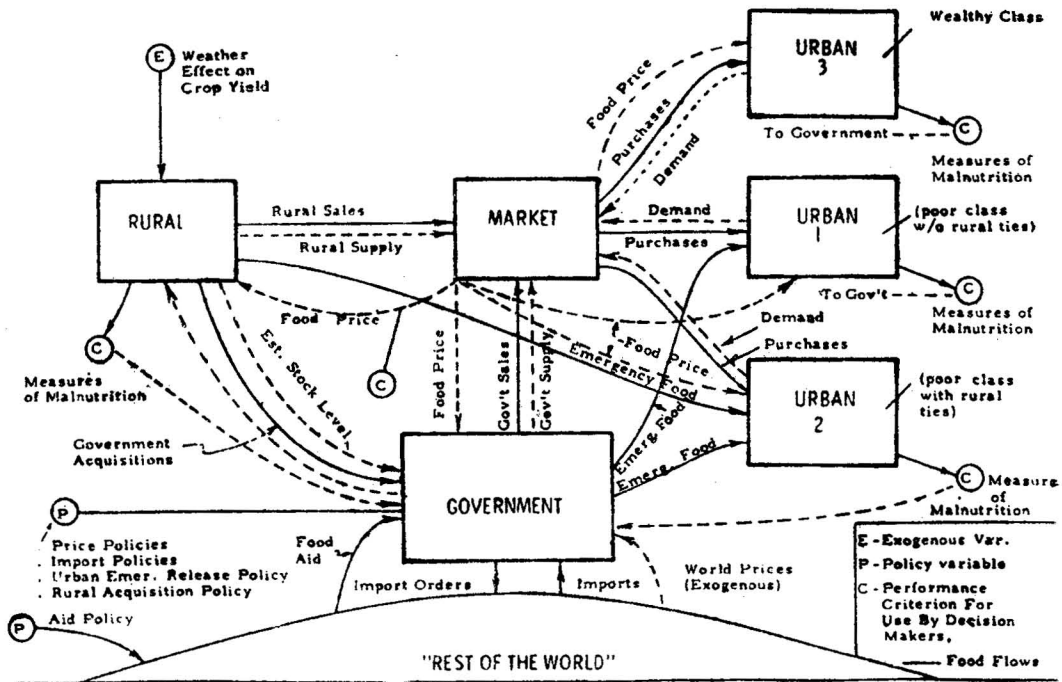 Wealthy Class
E
Weather
Effect on
Crop Yield
URBAN
3
Food Price
Purchases
Demand
To Government
C
Measures of
Malnutrition
RURAL
Rural Sales
Rural Supply
MARKET
Demand
Purchases
URBAN
1
(poor class
w/o rural ties)
To Gov't
C
Measures of
Malnutrition
Food Price
C
Measures
of Malnutrition
Est. Stock Level
C
Food Price
Gov't Sales
Gov't Supply
Food Price
Emergency Food
Demand
Purchases
URBAN
2
(poor class
with rural
ties)
Emerg. Food
Emerg. Food
Government
Acquisitions
GOVERNMENT
C
Measure
of
Malnutrition
P
. Price Policies
. Import Policies
. Urban Emer. Release Policy
. Rural Acquisition Policy
Food
Aid
Import Orders
Imports
World Prices
(Exogenous)
P
Aid Policy
"REST OF THE WORLD"
E - Exogenous Var.
P - Policy variable
C - Performance
Criterion For
Use By Decision
Makers.
Food Flows